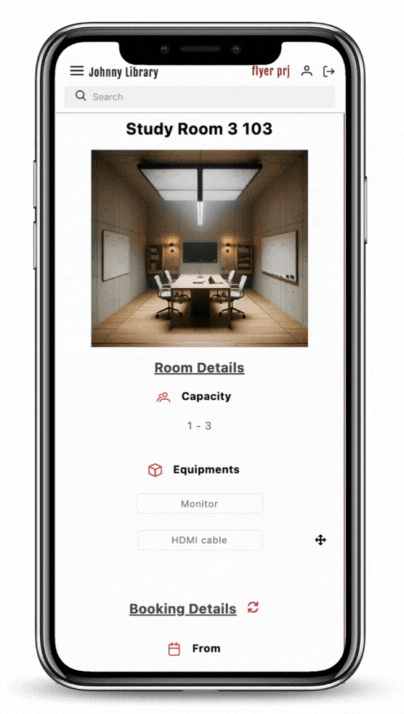 Johnny Library flyer prj
Search
Study Room 3 103
Room Details
Capacity
1 - 3
Equipments
Monitor
HDMI cable
Booking Details
From